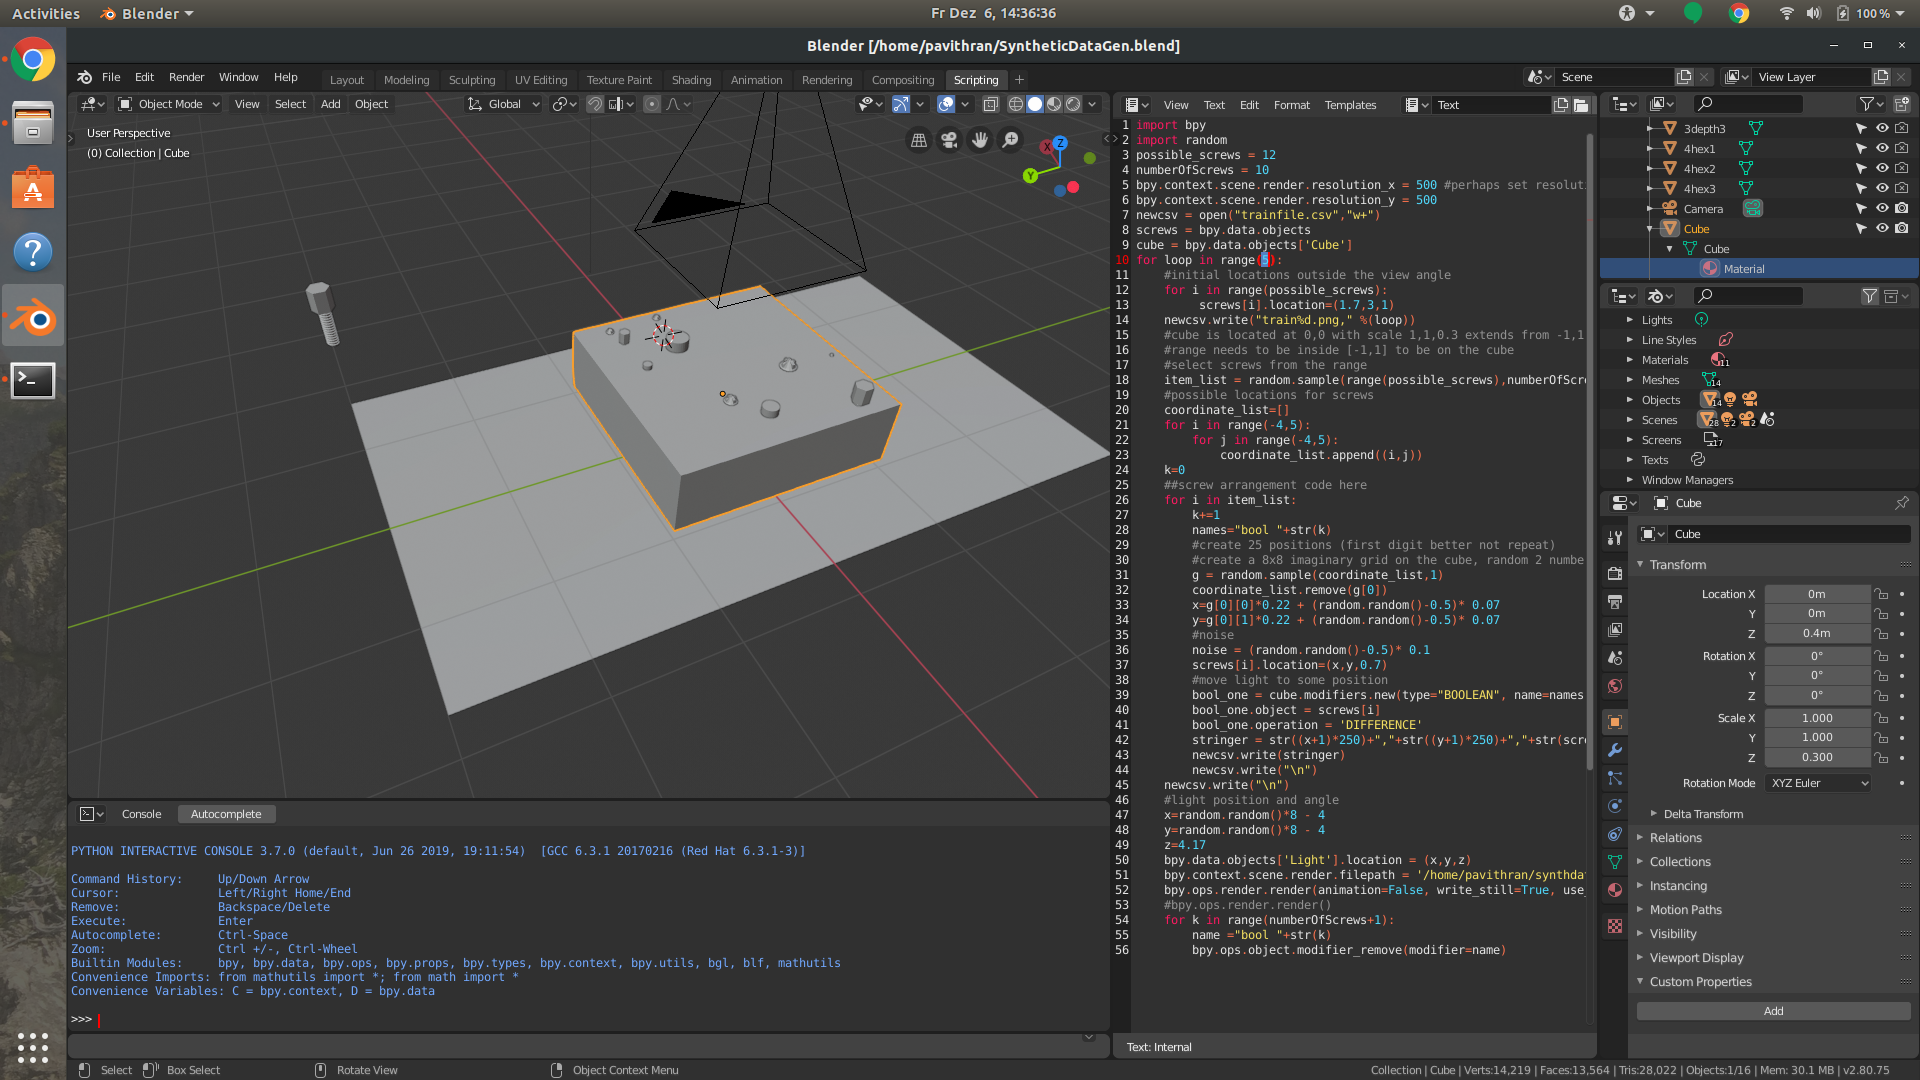 Activities Blender Fr Dez 6, 14:36:36 100 %
Blender [/home/pavithran/SyntheticDataGen.blend]
File Edit Render Window Help Layout Modeling Sculpting UV Editing Texture Paint Shading Animation Rendering Compositing Scripting + Scene View Layer
Object Mode View Select Add Object Global
User Perspective
(0) Collection | Cube
X Z Y
View Text Edit Format Templates Text
1 import bpy
2 import random
3 possible_screws = 12
4 numberOfScrews = 10
5 bpy.context.scene.render.resolution_x = 500 #perhaps set resoluti
6 bpy.context.scene.render.resolution_y = 500
7 newcsv = open("trainfile.csv","w+")
8 screws = bpy.data.objects
9 cube = bpy.data.objects['Cube']
10 for loop in range(5):
11 #initial locations outside the view angle
12 for i in range(possible_screws):
13 screws[i].location=(1.7,3,1)
14 newcsv.write("train%d.png," %(loop))
15 #cube is located at 0,0 with scale 1,1,0.3 extends from -1,1
16 #range needs to be inside [-1,1] to be on the cube
17 #select screws from the range
18 item_list = random.sample(range(possible_screws),numberOfScre
19 #possible locations for screws
20 coordinate_list=[]
21 for i in range(-4,5):
22 for j in range(-4,5):
23 coordinate_list.append((i,j))
24 k=0
25 ##screw arrangement code here
26 for i in item_list:
27 k+=1
28 names="bool "+str(k)
29 #create 25 positions (first digit better not repeat)
30 #create a 8x8 imaginary grid on the cube, random 2 numbe
31 g = random.sample(coordinate_list,1)
32 coordinate_list.remove(g[0])
33 x=g[0][0]*0.22 + (random.random()-0.5)* 0.07
34 y=g[0][1]*0.22 + (random.random()-0.5)* 0.07
35 #noise
36 noise = (random.random()-0.5)* 0.1
37 screws[i].location=(x,y,0.7)
38 #move light to some position
39 bool_one = cube.modifiers.new(type="BOOLEAN", name=names
40 bool_one.object = screws[i]
41 bool_one.operation = 'DIFFERENCE'
42 stringer = str((x+1)*250)+","+str((y+1)*250)+","+str(scr
43 newcsv.write(stringer)
44 newcsv.write("\n")
45 newcsv.write("\n")
46 #light position and angle
47 x=random.random()*8 - 4
48 y=random.random()*8 - 4
49 z=4.17
50 bpy.data.objects['Light'].location = (x,y,z)
51 bpy.context.scene.render.filepath = '/home/pavithran/synthda
52 bpy.ops.render.render(animation=False, write_still=True, use_
53 #bpy.ops.render.render()
54 for k in range(numberOfScrews+1):
55 name ="bool "+str(k)
56 bpy.ops.object.modifier_remove(modifier=name)
Text: Internal
3depth3
4hex1
4hex2
4hex3
Camera
Cube
Cube
Material
Lights
Line Styles
Materials 11
Meshes 14
Objects 14
Scenes 28 2 2
Screens 17
Texts
Window Managers
Cube
Cube
Transform
Location X 0m
Y 0m
Z 0.4m
Rotation X 0°
Y 0°
Z 0°
Scale X 1.000
Y 1.000
Z 0.300
Rotation Mode XYZ Euler
Delta Transform
Relations
Collections
Instancing
Motion Paths
Visibility
Viewport Display
Custom Properties
Add
Console Autocomplete
PYTHON INTERACTIVE CONSOLE 3.7.0 (default, Jun 26 2019, 19:11:54) [GCC 6.3.1 20170216 (Red Hat 6.3.1-3)]
Command History: Up/Down Arrow
Cursor: Left/Right Home/End
Remove: Backspace/Delete
Execute: Enter
Autocomplete: Ctrl-Space
Zoom: Ctrl +/-, Ctrl-Wheel
Builtin Modules: bpy, bpy.data, bpy.ops, bpy.props, bpy.types, bpy.context, bpy.utils, bgl, blf, mathutils
Convenience Imports: from mathutils import *; from math import *
Convenience Variables: C = bpy.context, D = bpy.data
>>>
Select Box Select Rotate View Object Context Menu Collection | Cube | Verts:14,219 | Faces:13,564 | Tris:28,022 | Objects:1/16 | Mem: 30.1 MB | v2.80.75